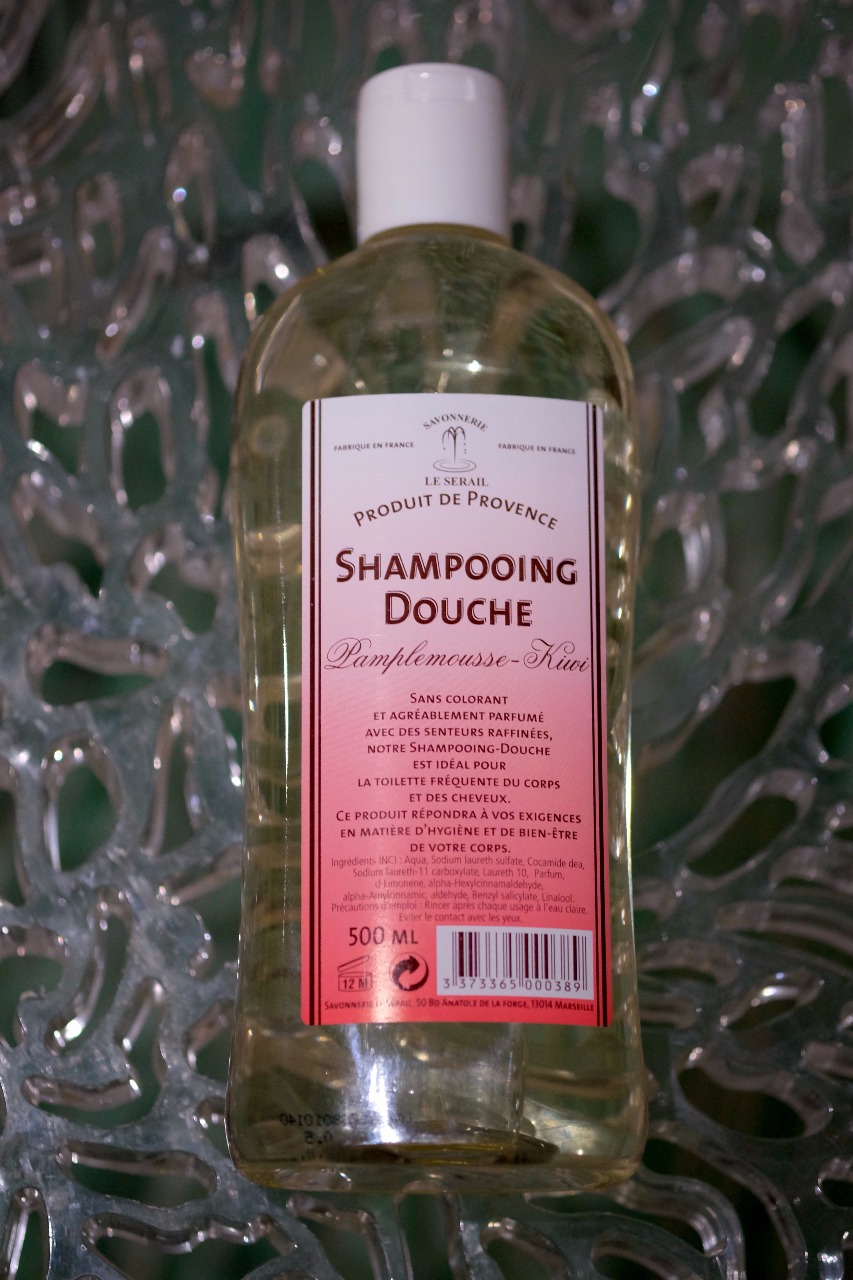 SAVONNERIE
FABRIQUE EN FRANCE
FABRIQUE EN FRANCE
LE SERAIL
PRODUIT DE PROVENCE
SHAMPOOING
DOUCHE
Pamplemousse-Kiwi
SANS COLORANT
ET AGRÉABLEMENT PARFUMÉ
AVEC DES SENTEURS RAFFINÉES,
NOTRE SHAMPOOING-DOUCHE
EST IDÉAL POUR
LA TOILETTE FRÉQUENTE DU CORPS
ET DES CHEVEUX.
CE PRODUIT RÉPONDRA À VOS EXIGENCES
EN MATIÈRE D'HYGIÈNE ET DE BIEN-ÊTRE
DE VOTRE CORPS.
Ingrédients INCI : Aqua, Sodium laureth sulfate, Cocamide dea,
Sodium laureth-11 carboxylate, Laureth 10, Parfum,
d-Limonene, alpha-Hexylcinnamaldehyde,
alpha-Amylcinnamic, aldehyde, Benzyl salicylate, Linalool.
Précautions d'emploi : Rincer après chaque usage à l'eau claire.
Eviter le contact avec les yeux.
500 ML
12 M
3 373365 000389
SAVONNERIE LE SERAIL, 50 BD ANATOLE DE LA FORGE, 13014 MARSEILLE